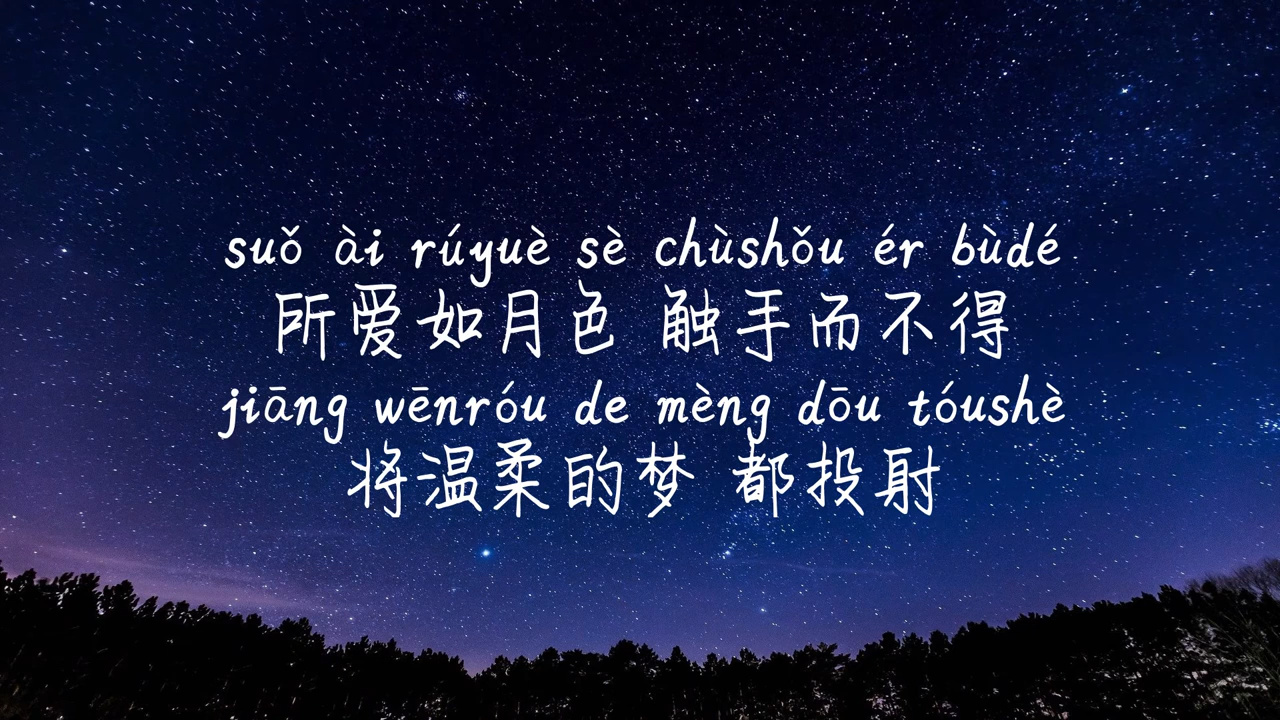 suǒ ài rúyuè sè chùshǒu ér bùdé
所爱如月色 触手而不得
jiāng wēnróu de mèng dōu tóushè
将温柔的梦 都投射